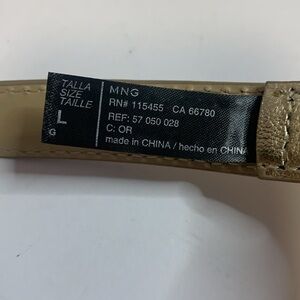 TALLA
SIZE
TAILLE
L
G
MNG
RN# 115455 CA 66780
REF: 57 050 028
C: OR
made in CHINA / hecho en CHINA